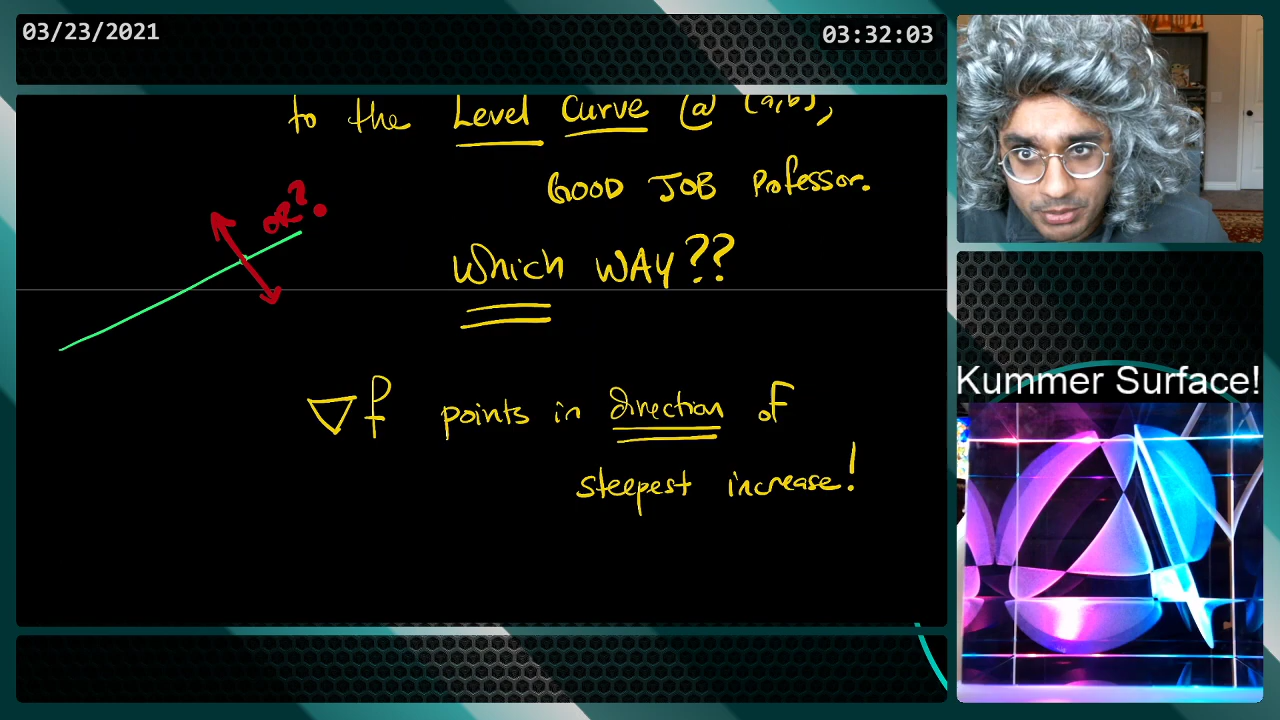 03/23/2021
03:32:03
to the Level Curve @ (a,b),
GOOD JOB Professor.
OR?
Which WAY??
∇f points in direction of
steepest increase!
Kummer Surface!